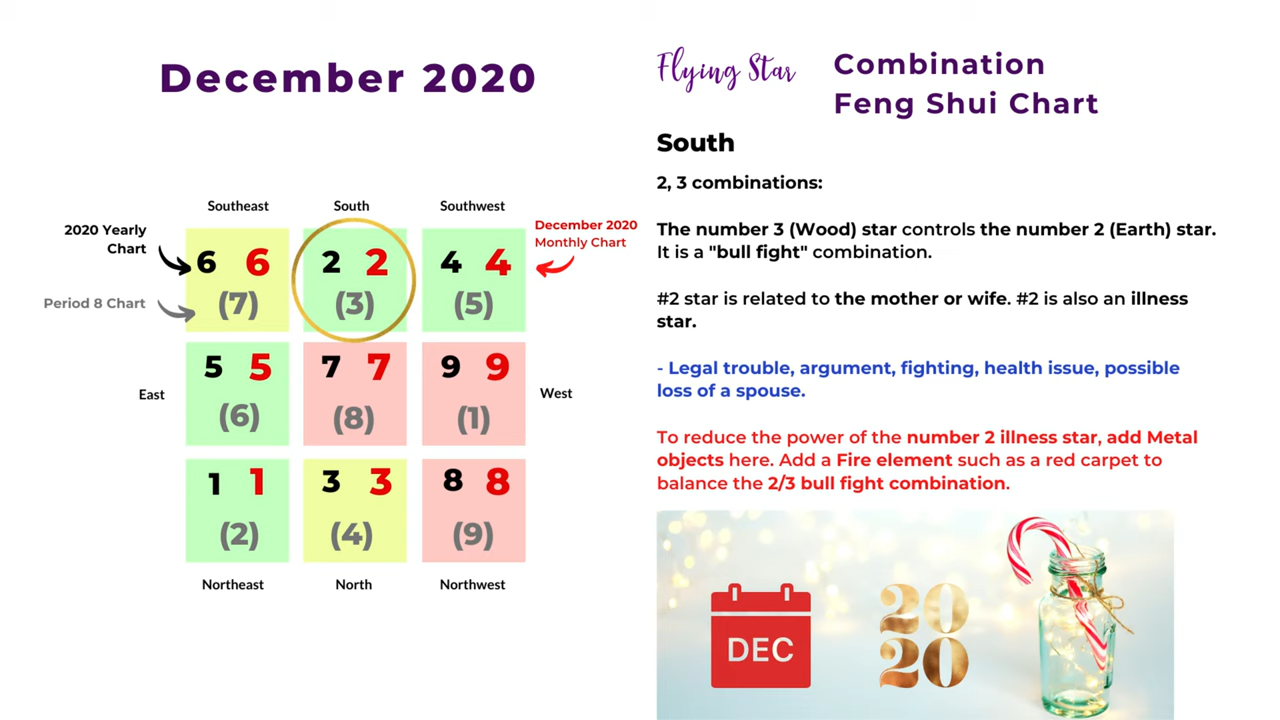 December 2020
Flying Star
Combination
Feng Shui Chart
Southeast
South
Southwest
2020 Yearly
Chart
December 2020
Monthly Chart
Period 8 Chart
6 6
(7)
2 2
(3)
4 4
(5)
East
5 5
(6)
7 7
(8)
9 9
(1)
West
1 1
(2)
3 3
(4)
8 8
(9)
Northeast
North
Northwest
South
2, 3 combinations:
The number 3 (Wood) star controls the number 2 (Earth) star.
It is a "bull fight" combination.
#2 star is related to the mother or wife. #2 is also an illness
star.
- Legal trouble, argument, fighting, health issue, possible
loss of a spouse.
To reduce the power of the number 2 illness star, add Metal
objects here. Add a Fire element such as a red carpet to
balance the 2/3 bull fight combination.
DEC
20
20